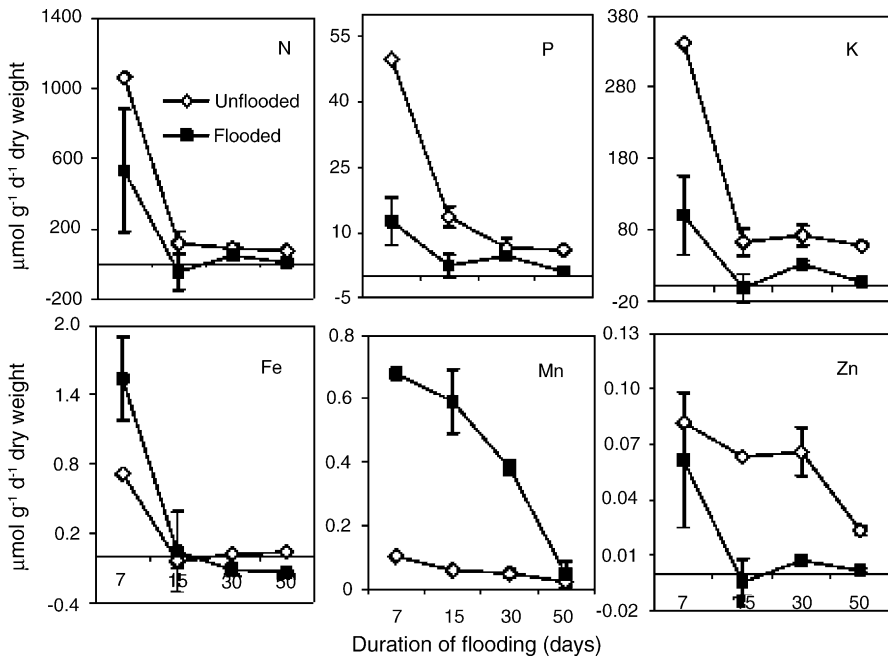 1400
1000
600
200
-200
N
Unflooded
Flooded
55
40
25
10
-5
P
380
280
180
80
-20
K
μmol g⁻¹ d⁻¹ dry weight
2.0
1.4
0.8
0.2
-0.4
Fe
7 15 30 50
0.8
0.6
0.4
0.2
0
Mn
7 15 30 50
0.13
0.10
0.07
0.04
0.01
-0.02
Zn
7 15 30 50
μmol g⁻¹ d⁻¹ dry weight
Duration of flooding (days)